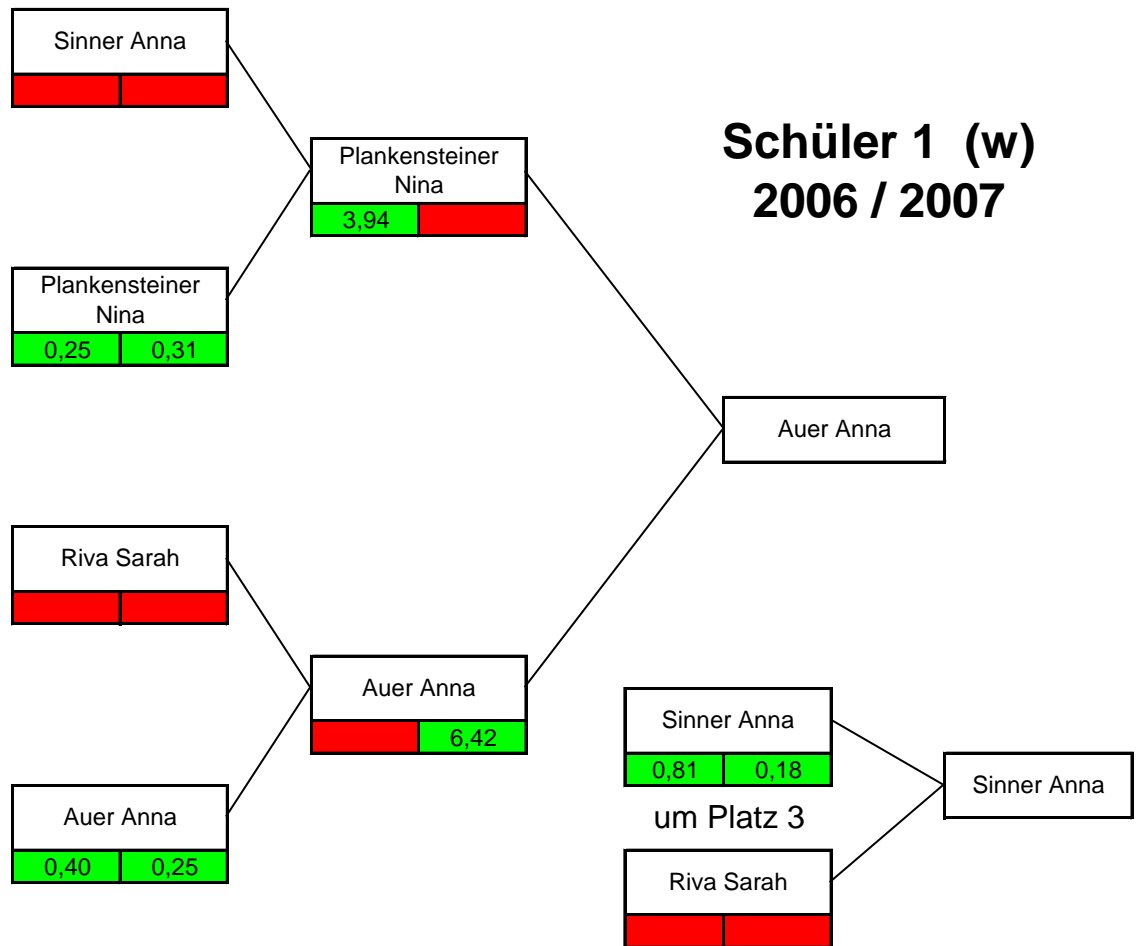 Sinner Anna
Schüler 1 (w)
2006 / 2007
Plankensteiner
Nina
3,94
Plankensteiner
Nina
0,25 0,31
Auer Anna
Riva Sarah
Auer Anna
6,42
Sinner Anna
0,81 0,18
Sinner Anna
um Platz 3
Auer Anna
0,40 0,25
Riva Sarah